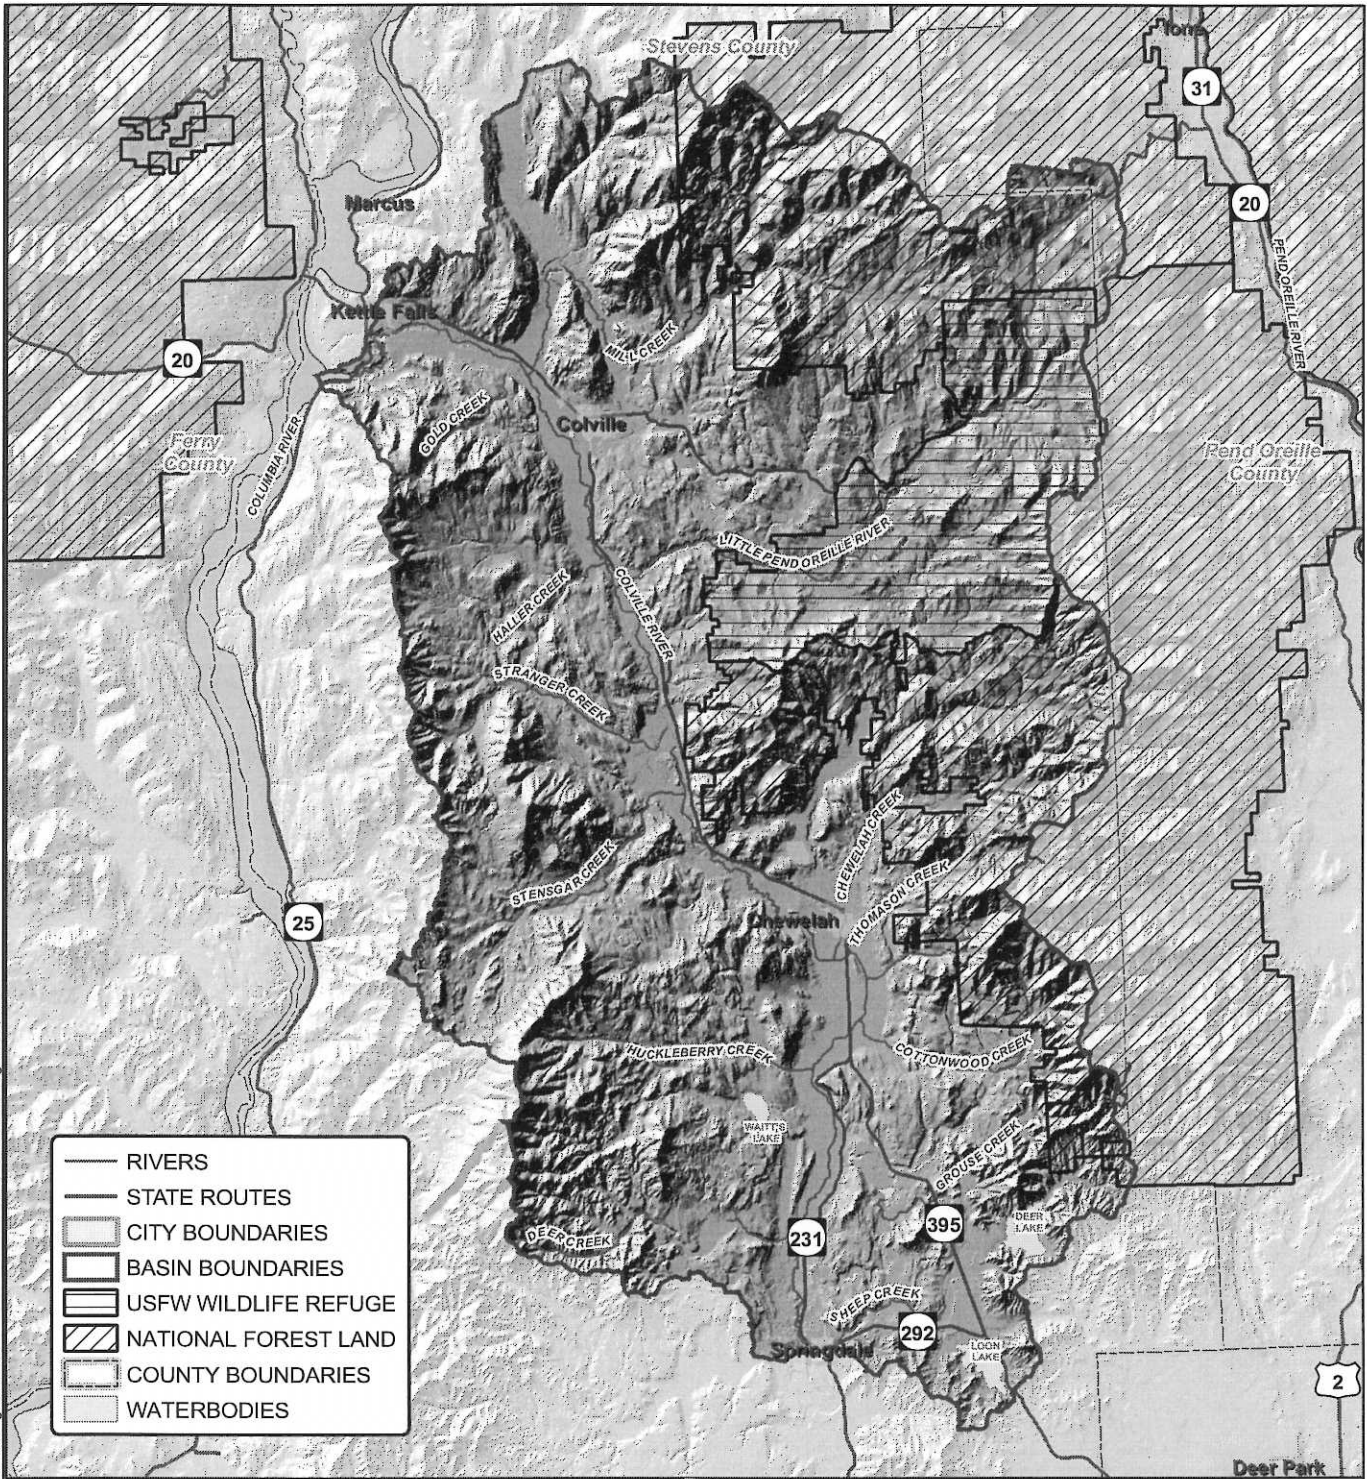 Stevens County
Ione
31
Marcus
20
PEND OREILLE RIVER
Kettle Falls
MILL CREEK
20
GOLD CREEK
Colville
Ferry
County
COLUMBIA RIVER
Pend Oreille
County
LITTLE PEND OREILLE RIVER
HALLER CREEK
COLVILLE RIVER
STRANGER CREEK
CHEWELAH CREEK
STENSGAR CREEK
THOMASON CREEK
25
Chewelah
HUCKLEBERRY CREEK
COTTONWOOD CREEK
WAITTS
LAKE
GROUSE CREEK
DEER
LAKE
395
231
DEER CREEK
SHEEP CREEK
292
Springdale
LOON
LAKE
2
Deer Park
RIVERS
STATE ROUTES
CITY BOUNDARIES
BASIN BOUNDARIES
USFW WILDLIFE REFUGE
NATIONAL FOREST LAND
COUNTY BOUNDARIES
WATERBODIES